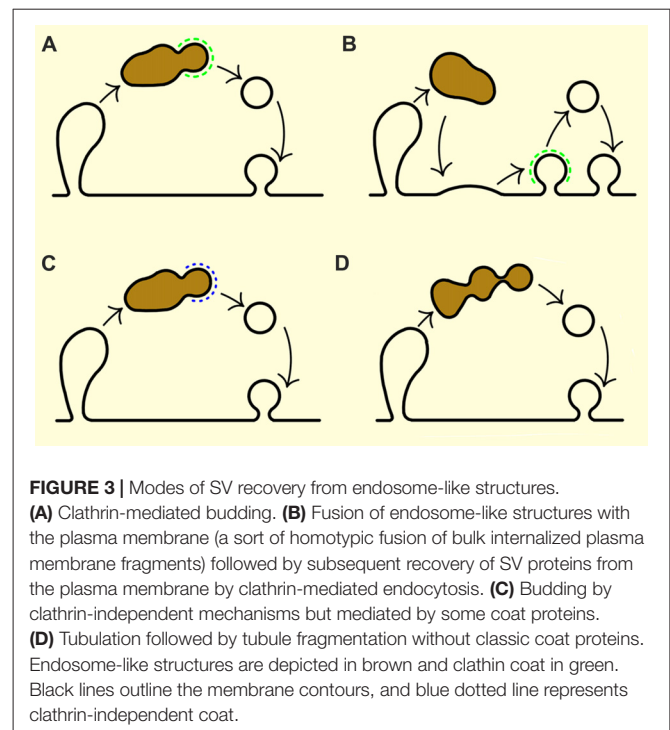 A
B
C
D
FIGURE 3 | Modes of SV recovery from endosome-like structures.
(A) Clathrin-mediated budding. (B) Fusion of endosome-like structures with
the plasma membrane (a sort of homotypic fusion of bulk internalized plasma
membrane fragments) followed by subsequent recovery of SV proteins from
the plasma membrane by clathrin-mediated endocytosis. (C) Budding by
clathrin-independent mechanisms but mediated by some coat proteins.
(D) Tubulation followed by tubule fragmentation without classic coat proteins.
Endosome-like structures are depicted in brown and clathin coat in green.
Black lines outline the membrane contours, and blue dotted line represents
clathrin-independent coat.